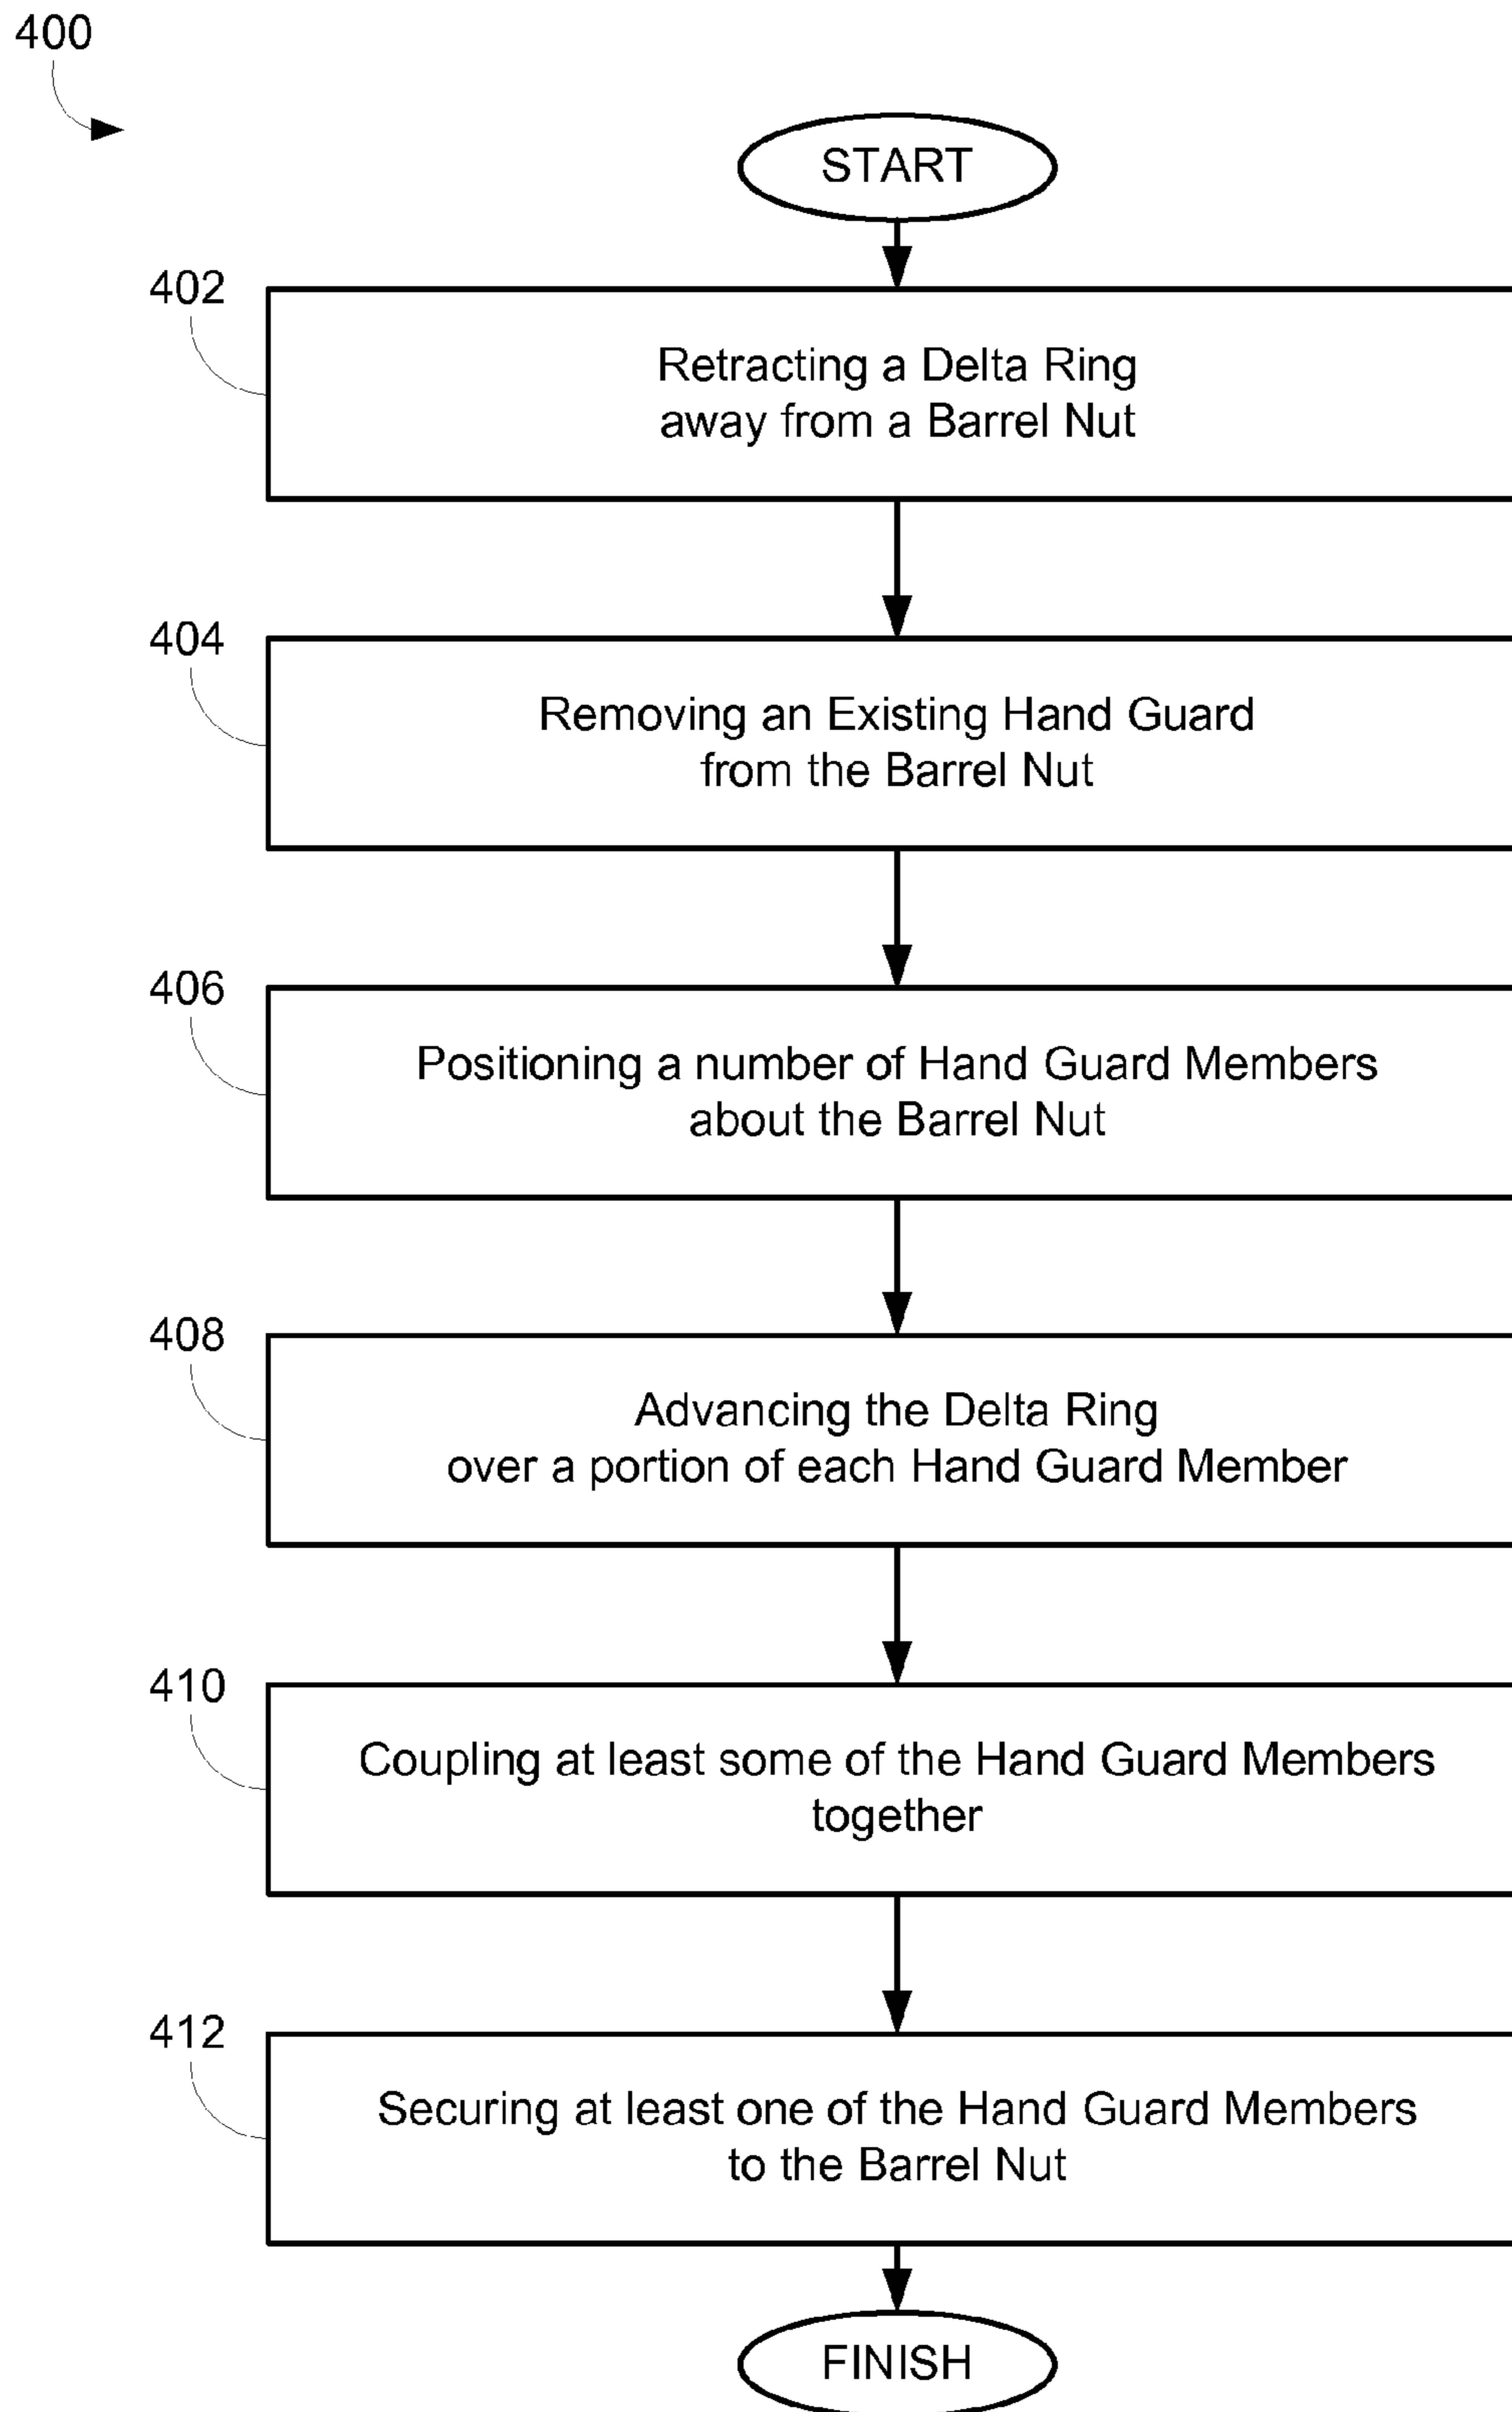 400
START
402
Retracting a Delta Ring
away from a Barrel Nut
404
Removing an Existing Hand Guard
from the Barrel Nut
406
Positioning a number of Hand Guard Members
about the Barrel Nut
408
Advancing the Delta Ring
over a portion of each Hand Guard Member
410
Coupling at least some of the Hand Guard Members
together
412
Securing at least one of the Hand Guard Members
to the Barrel Nut
FINISH